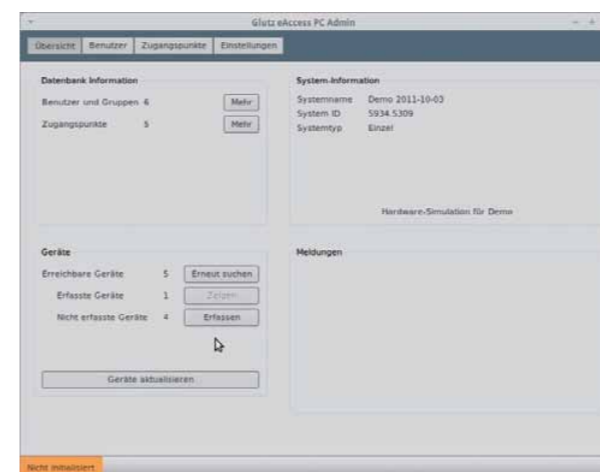 Glutz eAccess PC Admin
Übersicht Benutzer Zugangspunkte Einstellungen
Datenbank Information
Benutzer und Gruppen 6 Mehr
Zugangspunkte 5 Mehr
System-Information
Systemname Demo 2011-10-03
System ID 5934.5309
Systemtyp Einzel
Hardware-Simulation für Demo
Geräte
Erreichbare Geräte 5 Erneut suchen
Erfasste Geräte 1 Zeigen
Nicht erfasste Geräte 4 Erfassen
Geräte aktualisieren
Meldungen
Nicht initialisiert